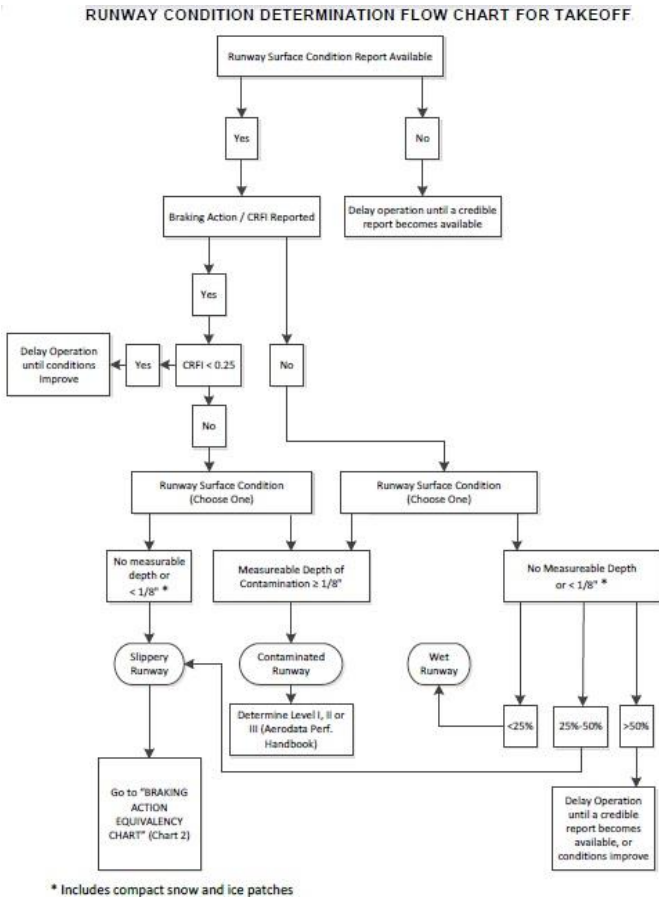 RUNWAY CONDITION DETERMINATION FLOW CHART FOR TAKEOFF
Runway Surface Condition Report Available
Yes
No
Braking Action / CRFI Reported
Delay operation until a credible
report becomes available
Yes
Delay Operation
until conditions
Improve
Yes
CRFI < 0.25
No
No
Runway Surface Condition
(Choose One)
Runway Surface Condition
(Choose One)
No measurable
depth or
< 1/8" *
Measureable Depth of
Contamination ≥ 1/8"
No Measureable Depth
or < 1/8" *
Slippery
Runway
Contaminated
Runway
Wet
Runway
Determine Level I, II or
III (Aerodata Perf.
Handbook)
<25%
25%-50%
>50%
Go to "BRAKING
ACTION
EQUIVALENCY
CHART" (Chart 2)
Delay Operation
until a credible
report becomes
available, or
conditions improve
* Includes compact snow and ice patches